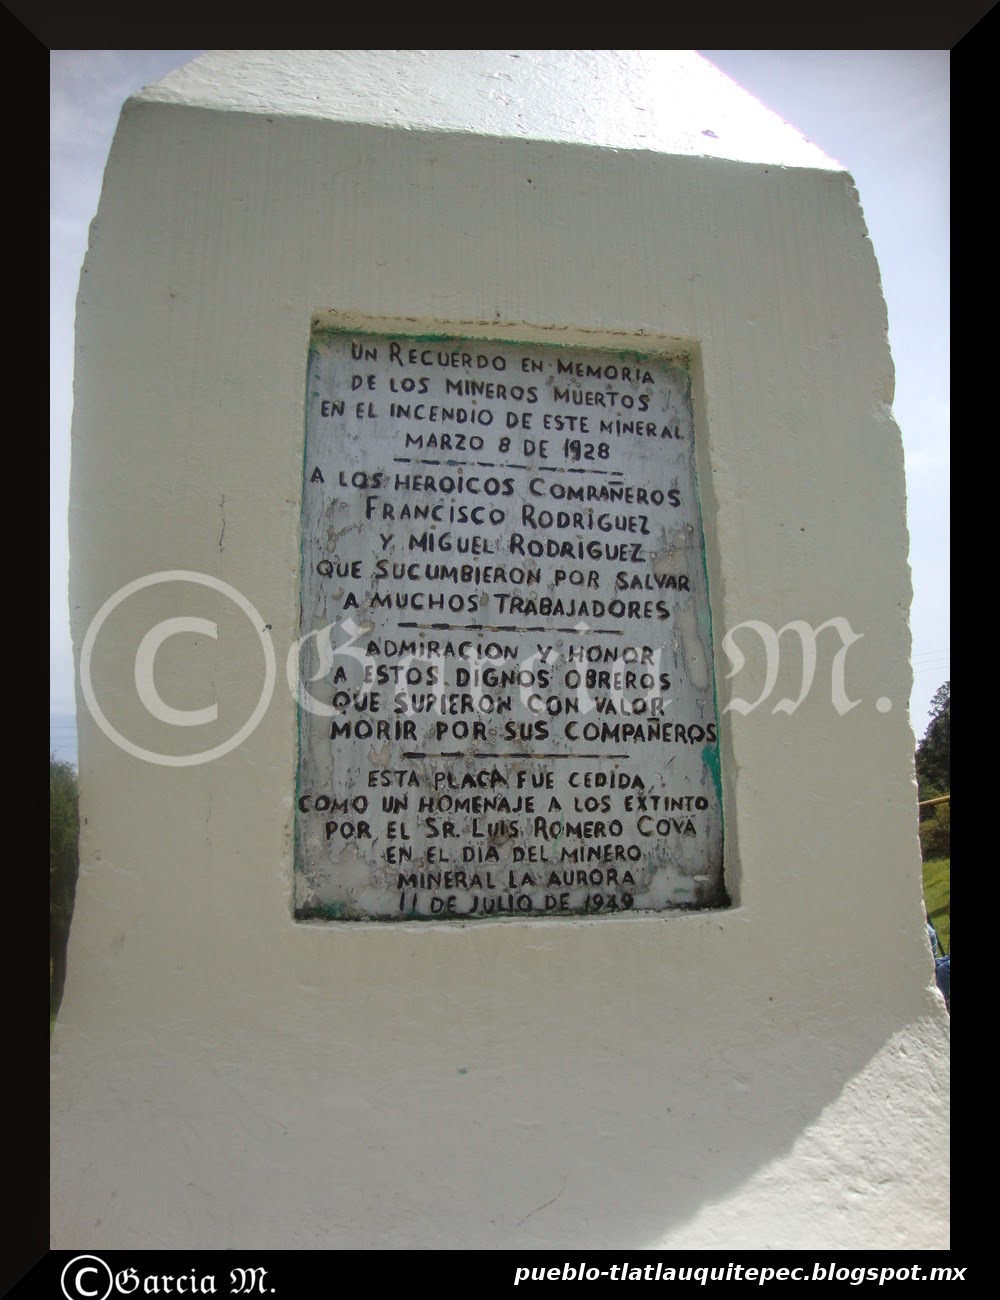 UN RECUERDO EN MEMORIA
DE LOS MINEROS MUERTOS
EN EL INCENDIO DE ESTE MINERAL
MARZO 8 DE 1928
A LOS HEROICOS COMPAÑEROS
FRANCISCO RODRIGUEZ
Y MIGUEL RODRIGUEZ
QUE SUCUMBIERON POR SALVAR
A MUCHOS TRABAJADORES
ADMIRACION Y HONOR
A ESTOS DIGNOS OBREROS
QUE SUPIERON CON VALOR
MORIR POR SUS COMPAÑEROS
ESTA PLACA FUE CEDIDA
COMO UN HOMENAJE A LOS EXTINTO
POR EL SR. LUIS ROMERO COVA
EN EL DIA DEL MINERO
MINERAL LA AURORA
11 DE JULIO DE 1949
© Garcia M.
© Garcia M.
pueblo-tlatlauquitepec.blogspot.mx